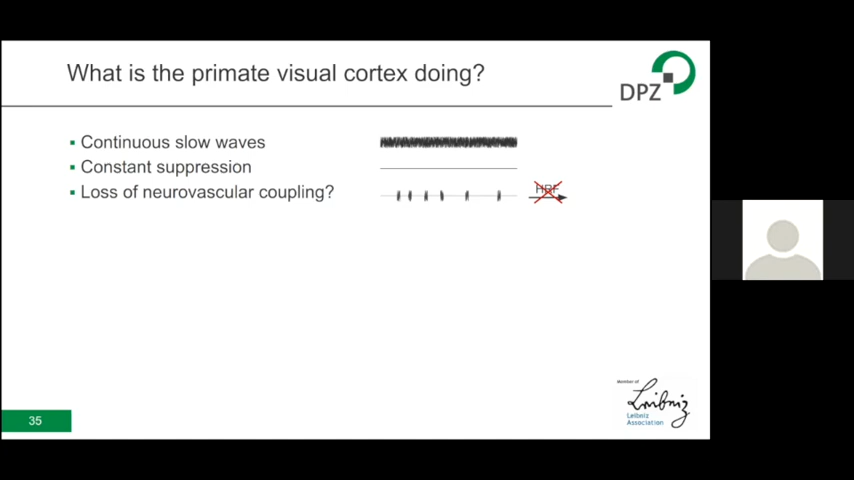 What is the primate visual cortex doing?
DPZ
Continuous slow waves
Constant suppression
Loss of neurovascular coupling?
HRF
Member of
Leibniz
Leibniz
Association
35